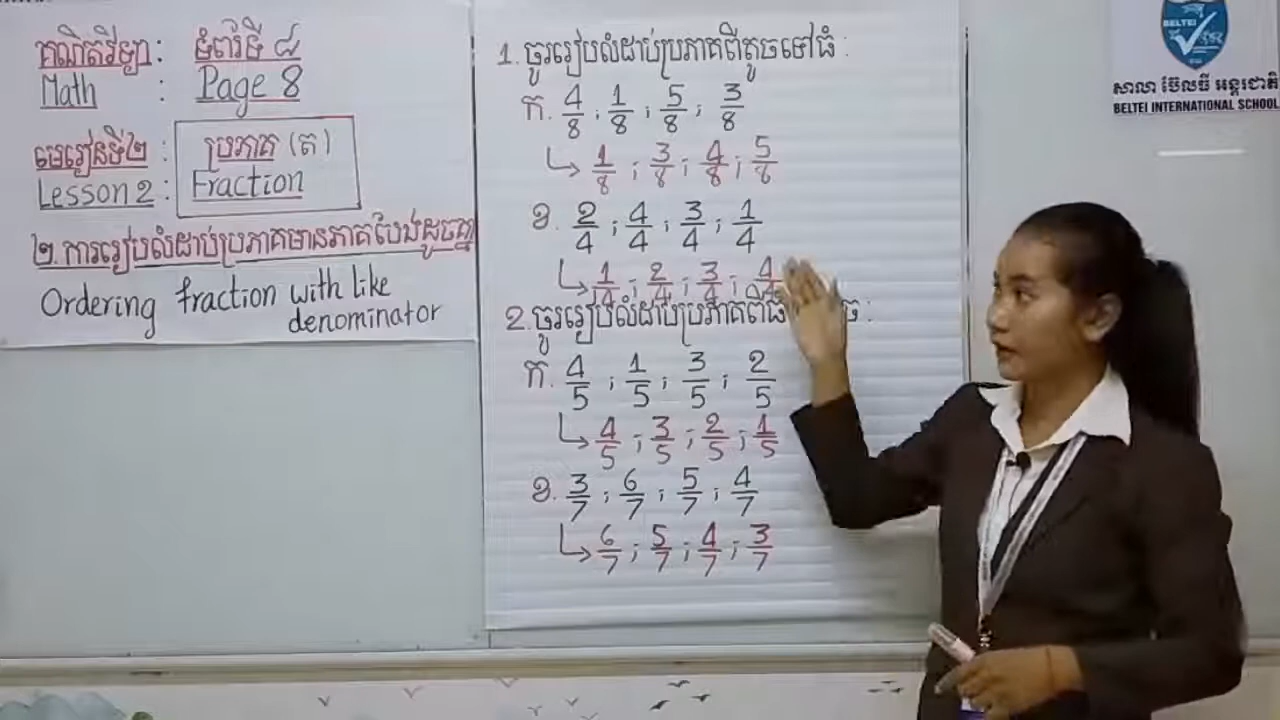 គណិតវិទ្យា : ទំព័រទី ៨
Math : Page 8
មេរៀនទី២ : ប្រភាគ (ត)
Lesson 2 : Fraction
២. ការរៀបលំដាប់ប្រភាគមានភាគបែងដូចគ្នា
Ordering fraction with like
denominator
1. ចូររៀបលំដាប់ប្រភាគពីតូចទៅធំ :
ក. 4/8 ; 1/8 ; 5/8 ; 3/8
↳ 1/8 ; 3/8 ; 4/8 ; 5/8
ខ. 2/4 ; 4/4 ; 3/4 ; 1/4
↳ 1/4 ; 2/4 ; 3/4 ; 4/4
2. ចូររៀបលំដាប់ប្រភាគពីធំ :
ក. 4/5 ; 1/5 ; 3/5 ; 2/5
↳ 4/5 ; 3/5 ; 2/5 ; 1/5
ខ. 3/7 ; 6/7 ; 5/7 ; 4/7
↳ 6/7 ; 5/7 ; 4/7 ; 3/7
BELTEI
សាលា ប៊ែលធី អន្តរជាតិ
BELTEI INTERNATIONAL SCHOOL